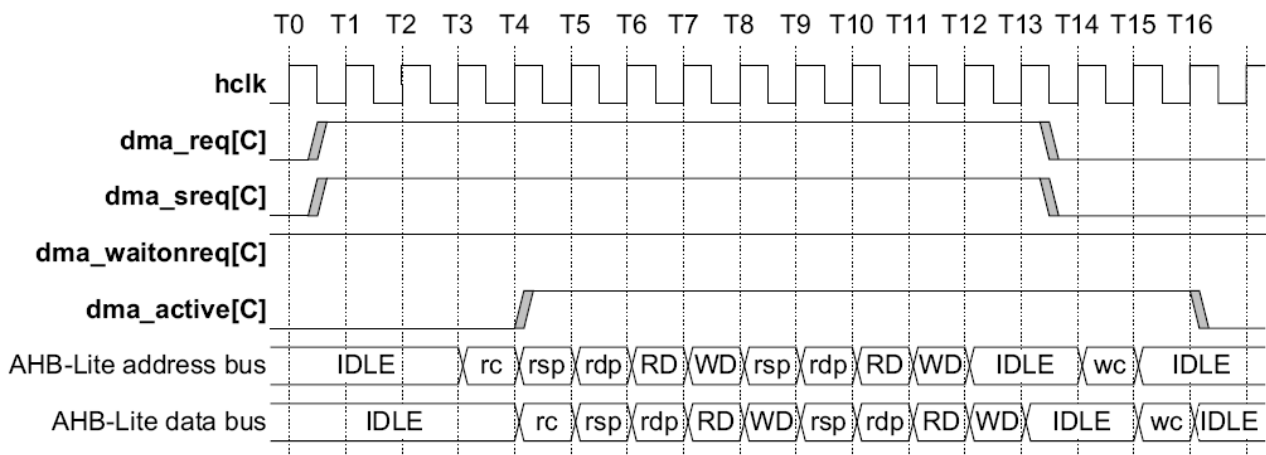 T0 T1 T2 T3 T4 T5 T6 T7 T8 T9 T10 T11 T12 T13 T14 T15 T16
hclk
dma_req[C]
dma_sreq[C]
dma_waitonreq[C]
dma_active[C]
AHB-Lite address bus IDLE rc rsp rdp RD WD rsp rdp RD WD IDLE wc IDLE
AHB-Lite data bus IDLE rc rsp rdp RD WD rsp rdp RD WD IDLE wc IDLE